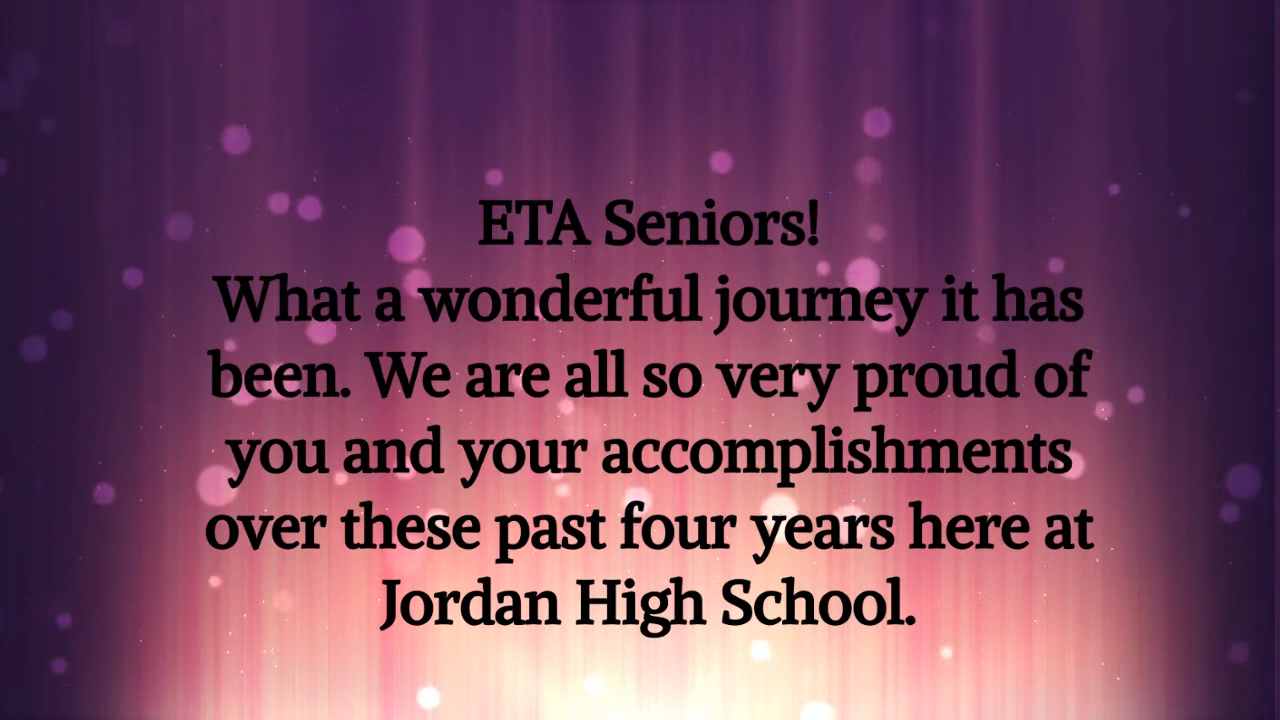 ETA Seniors!
What a wonderful journey it has
been. We are all so very proud of
you and your accomplishments
over these past four years here at
Jordan High School.